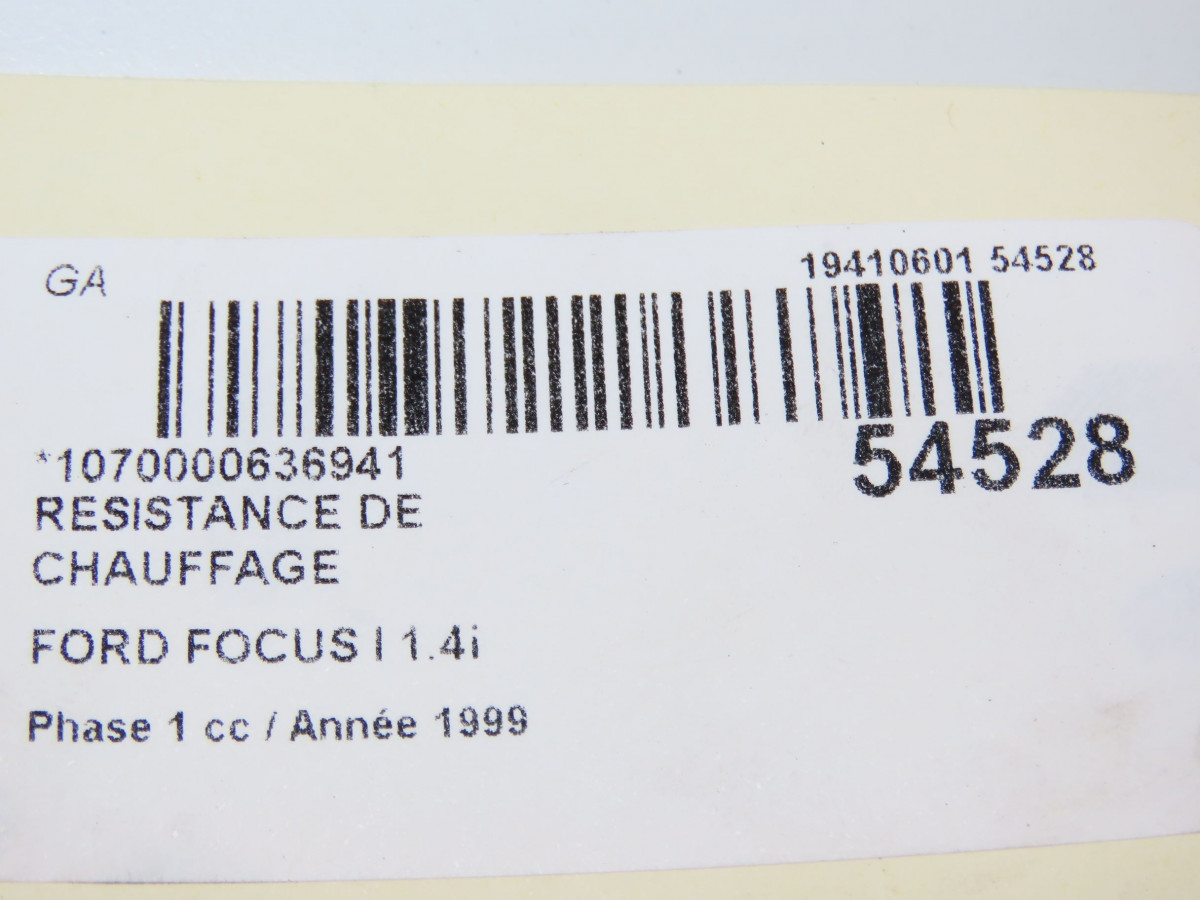 GA
19410601 54528
54528
*1070000636941
RESISTANCE DE
CHAUFFAGE
FORD FOCUS I 1.4i
Phase 1 cc / Année 1999